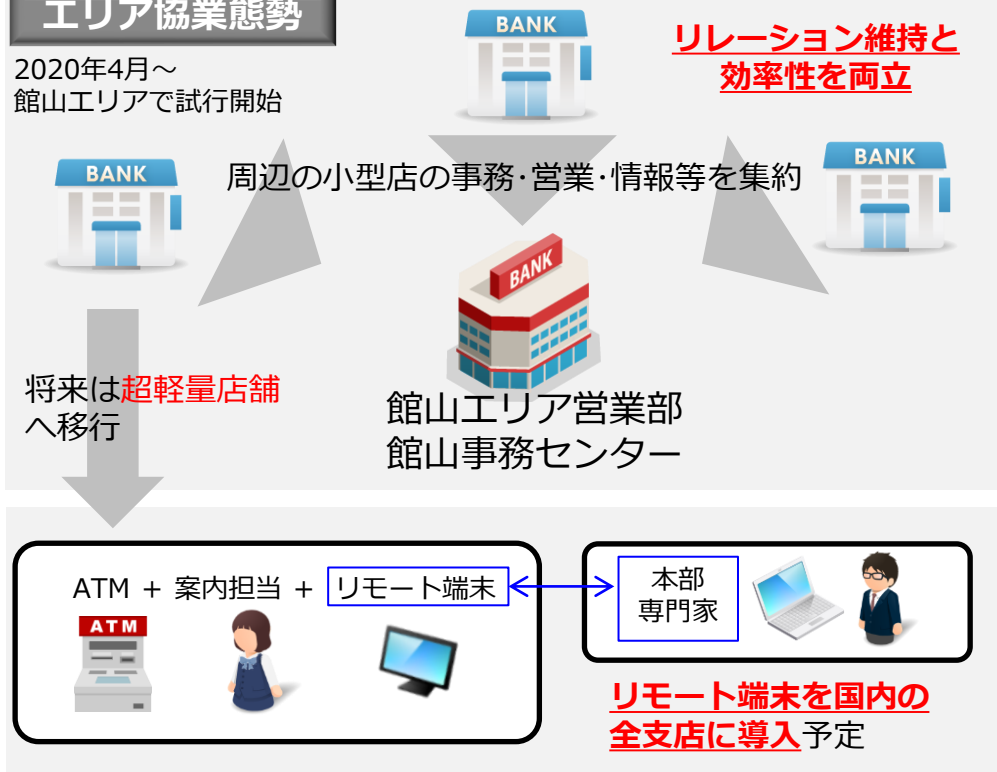 エリア協業態勢
2020年4月～
館山エリアで試行開始
BANK
リレーション維持と
効率性を両立
BANK
周辺の小型店の事務･営業･情報等を集約
BANK
BANK
将来は超軽量店舗
へ移行
館山エリア営業部
館山事務センター
ATM + 案内担当 + リモート端末
ATM
本部
専門家
リモート端末を国内の
全支店に導入予定